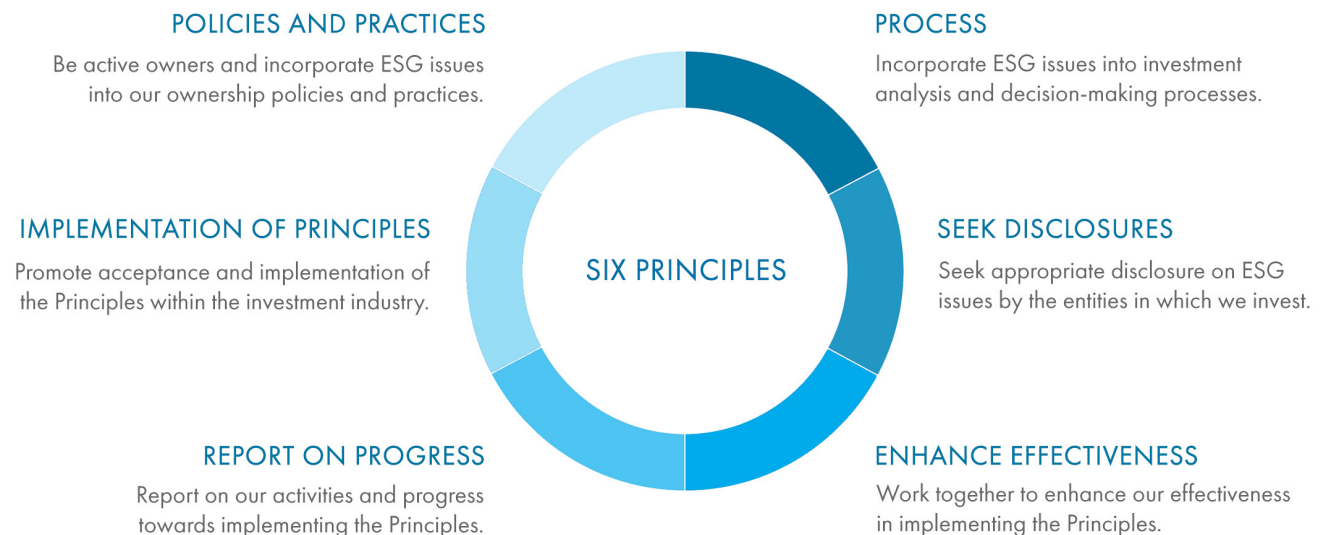 POLICIES AND PRACTICES
Be active owners and incorporate ESG issues
into our ownership policies and practices.
PROCESS
Incorporate ESG issues into investment
analysis and decision-making processes.
IMPLEMENTATION OF PRINCIPLES
Promote acceptance and implementation of
the Principles within the investment industry.
SIX PRINCIPLES
SEEK DISCLOSURES
Seek appropriate disclosure on ESG
issues by the entities in which we invest.
REPORT ON PROGRESS
Report on our activities and progress
towards implementing the Principles.
ENHANCE EFFECTIVENESS
Work together to enhance our effectiveness
in implementing the Principles.